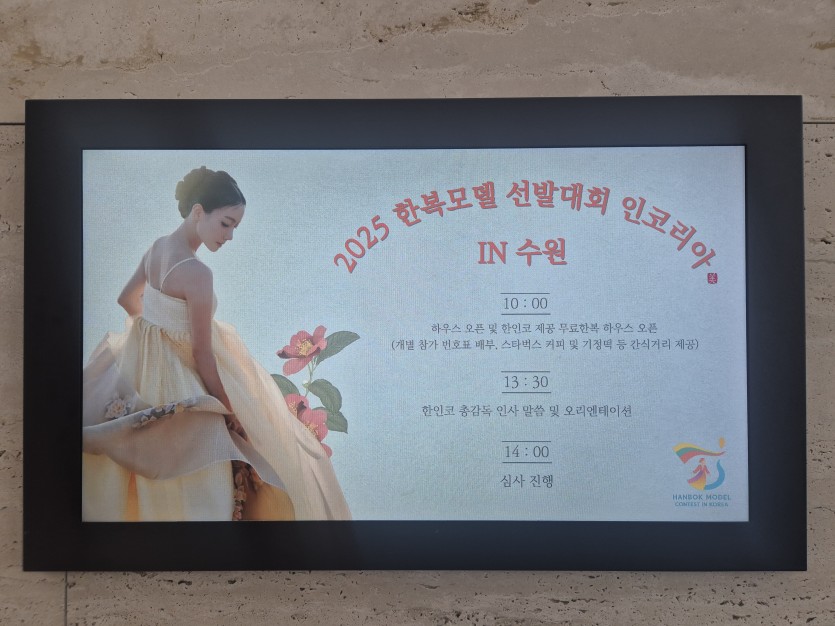 2025 한복모델 선발대회 인코리아
IN 수원
10 : 00
하우스 오픈 및 한인코 제공 무료한복 하우스 오픈
(개별 참가 번호표 배부, 스타벅스 커피 및 기정떡 등 간식거리 제공)
13 : 30
한인코 총감독 인사 말씀 및 오리엔테이션
14 : 00
심사 진행
HANBOK MODEL
CONTEST IN KOREA